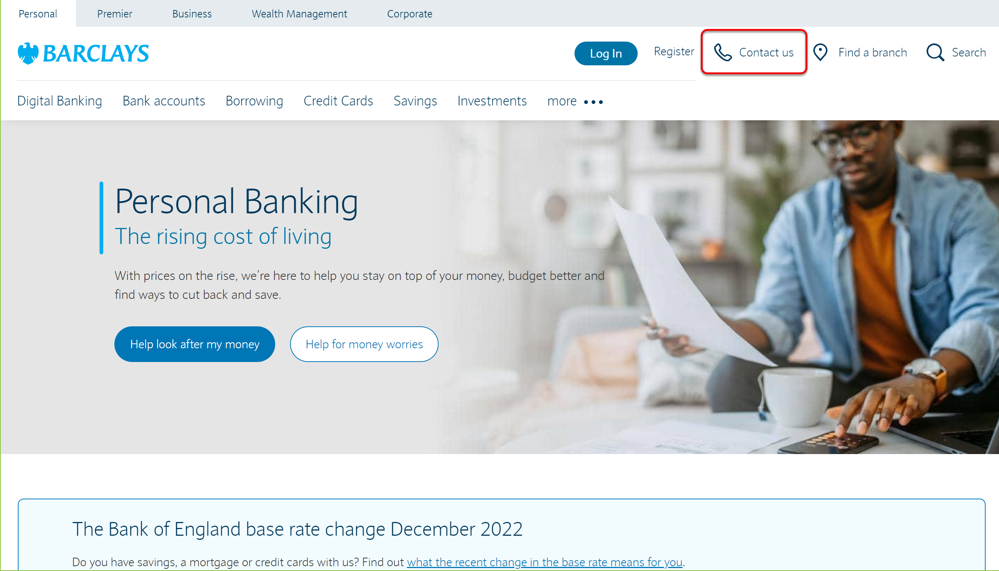 Personal Premier Business Wealth Management Corporate
BARCLAYS Log In Register Contact us Find a branch Search
Digital Banking Bank accounts Borrowing Credit Cards Savings Investments more
Personal Banking
The rising cost of living
With prices on the rise, we’re here to help you stay on top of your money, budget better and
find ways to cut back and save.
Help look after my money Help for money worries
The Bank of England base rate change December 2022
Do you have savings, a mortgage or credit cards with us? Find out what the recent change in the base rate means for you.